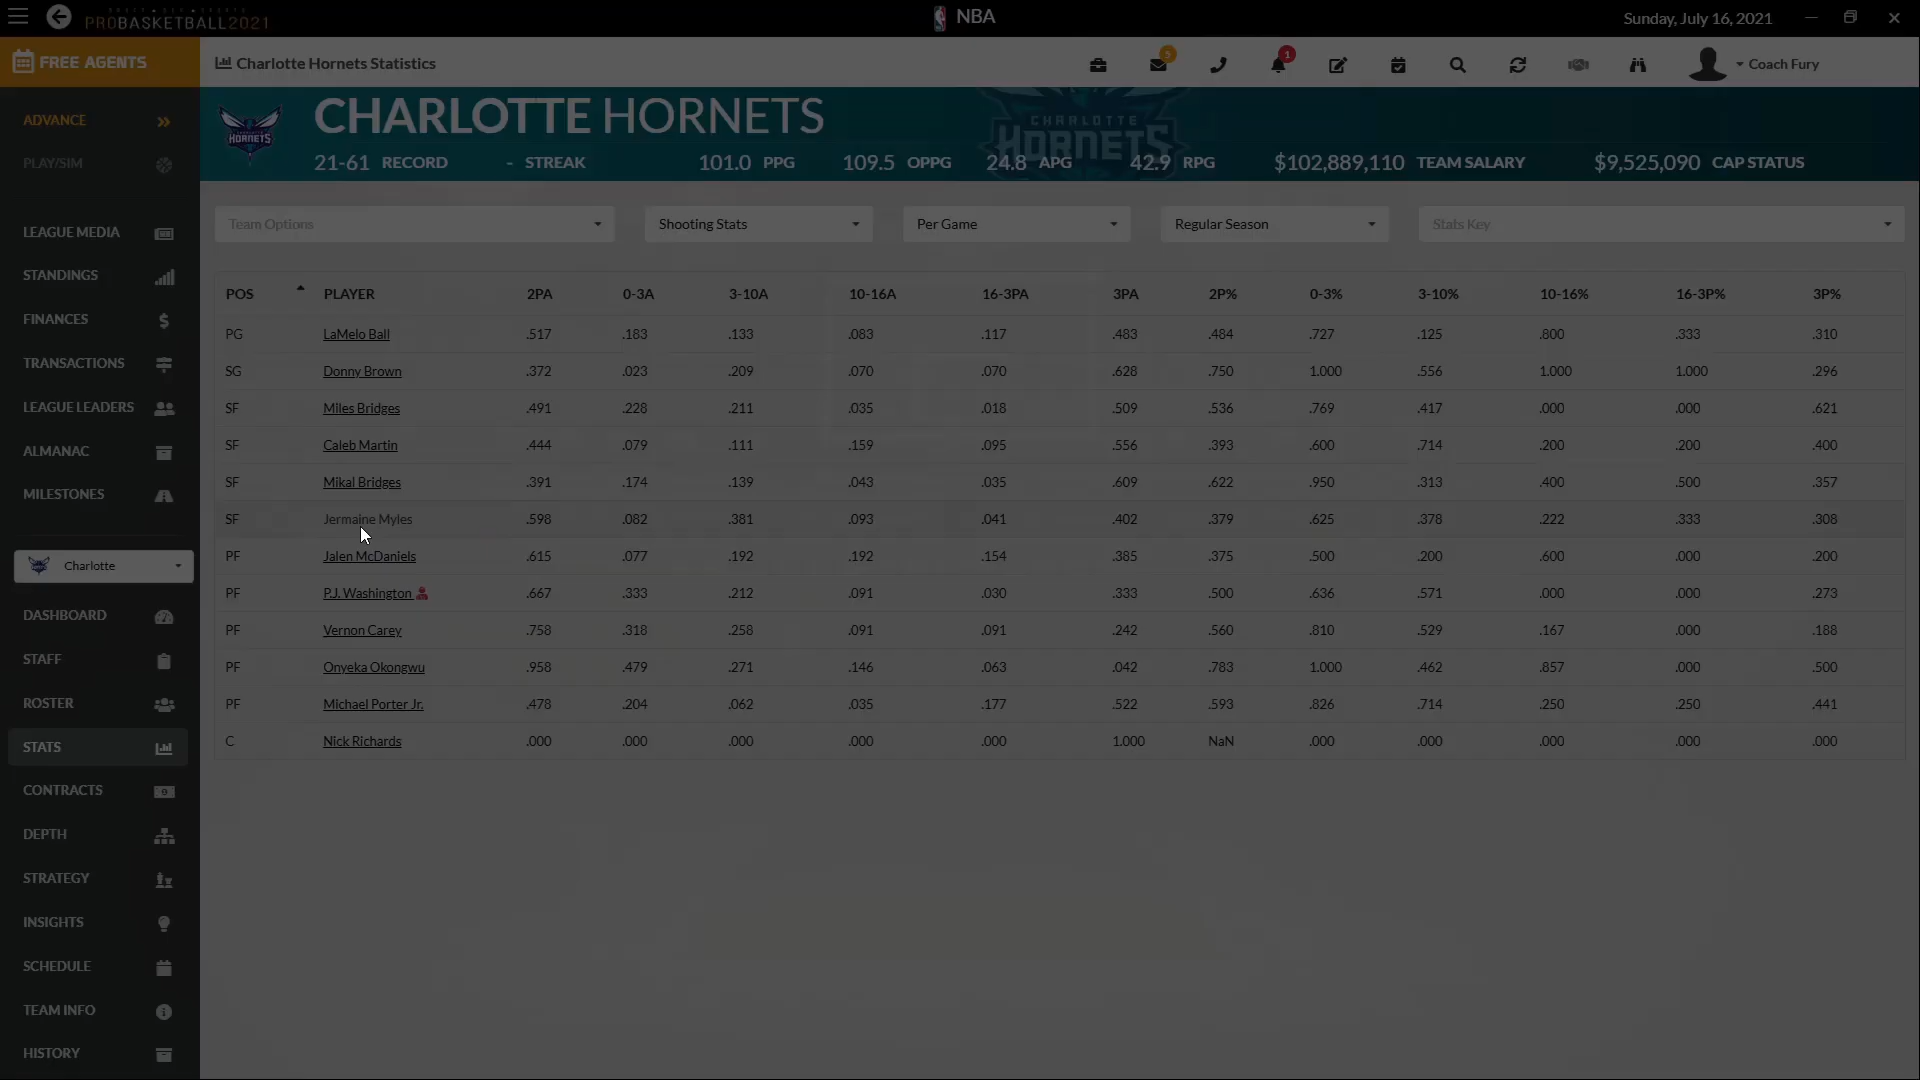 DRAFT DAY SPORTS
PROBASKETBALL2021
NBA
Sunday, July 16, 2021
FREE AGENTS
Charlotte Hornets Statistics
5
1
Coach Fury
ADVANCE
PLAY/SIM
LEAGUE MEDIA
STANDINGS
FINANCES
TRANSACTIONS
LEAGUE LEADERS
ALMANAC
MILESTONES
Charlotte
DASHBOARD
STAFF
ROSTER
STATS
CONTRACTS
DEPTH
STRATEGY
INSIGHTS
SCHEDULE
TEAM INFO
HISTORY
HORNETS
CHARLOTTE HORNETS
CHARLOTTE
HORNETS
21-61 RECORD - STREAK 101.0 PPG 109.5 OPPG 24.8 APG 42.9 RPG $102,889,110 TEAM SALARY $9,525,090 CAP STATUS
Team Options Shooting Stats Per Game Regular Season Stats Key
POS PLAYER 2PA 0-3A 3-10A 10-16A 16-3PA 3PA 2P% 0-3% 3-10% 10-16% 16-3P% 3P%
PG LaMelo Ball .517 .183 .133 .083 .117 .483 .484 .727 .125 .800 .333 .310
SG Donny Brown .372 .023 .209 .070 .070 .628 .750 1.000 .556 1.000 1.000 .296
SF Miles Bridges .491 .228 .211 .035 .018 .509 .536 .769 .417 .000 .000 .621
SF Caleb Martin .444 .079 .111 .159 .095 .556 .393 .600 .714 .200 .200 .400
SF Mikal Bridges .391 .174 .139 .043 .035 .609 .622 .950 .313 .400 .500 .357
SF Jermaine Myles .598 .082 .381 .093 .041 .402 .379 .625 .378 .222 .333 .308
PF Jalen McDaniels .615 .077 .192 .192 .154 .385 .375 .500 .200 .600 .000 .200
PF P.J. Washington .667 .333 .212 .091 .030 .333 .500 .636 .571 .000 .000 .273
PF Vernon Carey .758 .318 .258 .091 .091 .242 .560 .810 .529 .167 .000 .188
PF Onyeka Okongwu .958 .479 .271 .146 .063 .042 .783 1.000 .462 .857 .000 .500
PF Michael Porter Jr. .478 .204 .062 .035 .177 .522 .593 .826 .714 .250 .250 .441
C Nick Richards .000 .000 .000 .000 .000 1.000 NaN .000 .000 .000 .000 .000